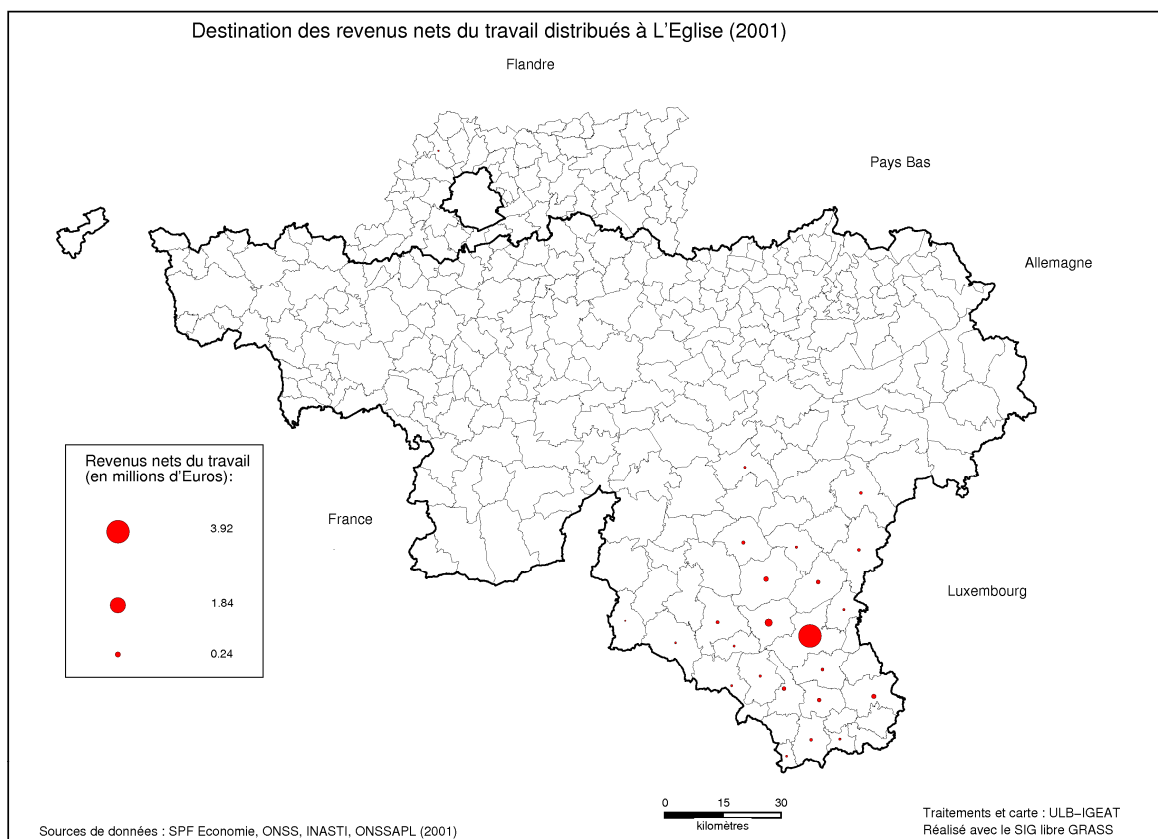 Destination des revenus nets du travail distribués à L'Eglise (2001)
Flandre
Pays Bas
Allemagne
Revenus nets du travail
(en millions d'Euros):
3.92
1.84
0.24
France
Luxembourg
0 15 30
kilomètres
Sources de données : SPF Economie, ONSS, INASTI, ONSSAPL (2001)
Traitements et carte : ULB-IGEAT
Réalisé avec le SIG libre GRASS